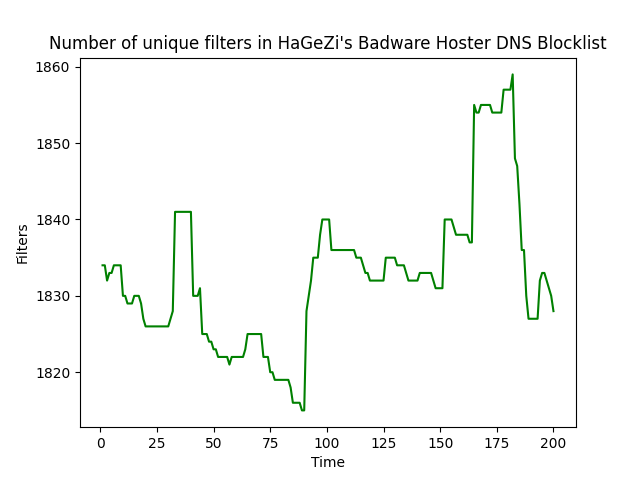 Number of unique filters in HaGeZi's Badware Hoster DNS Blocklist
1860
1850
1840
1830
1820
Filters
0 25 50 75 100 125 150 175 200
Time